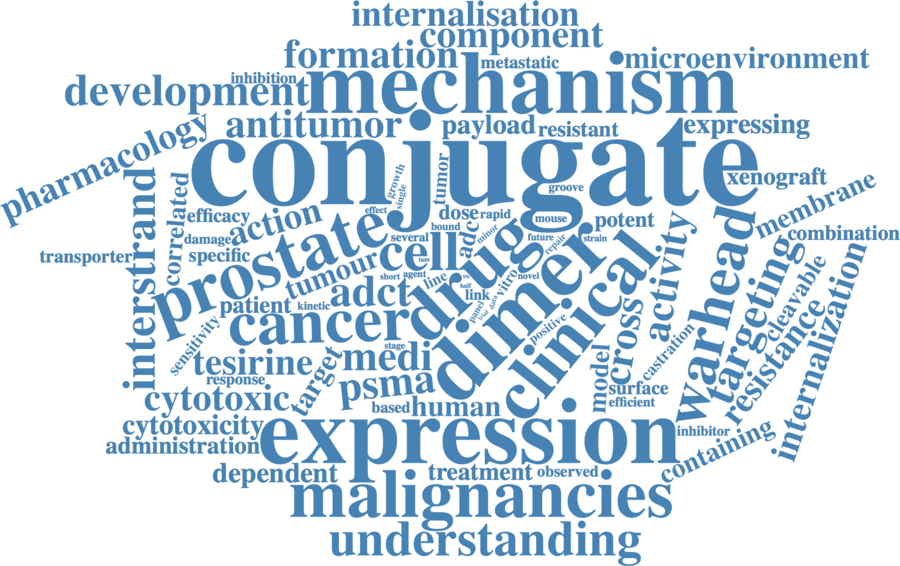 internalisation
component
formation
metastatic
microenvironment
inhibition
development
mechanism
pharmacology
antitumor
payload
resistant
expressing
conjugate
growth
single
tumor
groove
xenograft
membrane
interstrand
correlated
efficacy
action
effect
dose
rapid
mouse
potent
combination
damage
several
bound
adc
minor
future
repair
strain
transporter
specific
prostate
cell
drug
activity
warhead
targeting
tumour
short
agent
line
vitro
novel
half
link
patient
kinetic
adct
dimer
clinical
cleavable
internalization
cancer
panel
data
trial
positive
cross
resistance
sensitivity
tesirine
response
target
stage
medi
psma
model
castration
surface
efficient
cytotoxic
based
human
cytotoxicity
administration
expression
inhibitor
containing
dependent
treatment
observed
malignancies
understanding